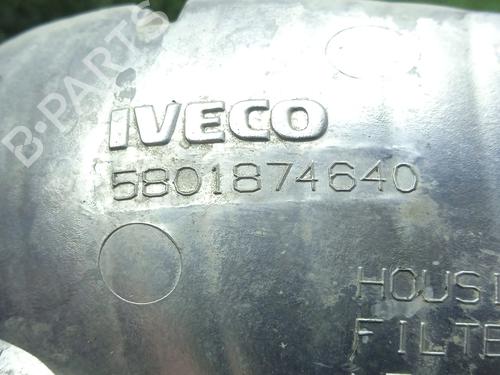 B-PARTS
IVECO
5801874640
HOUSI
FILTE